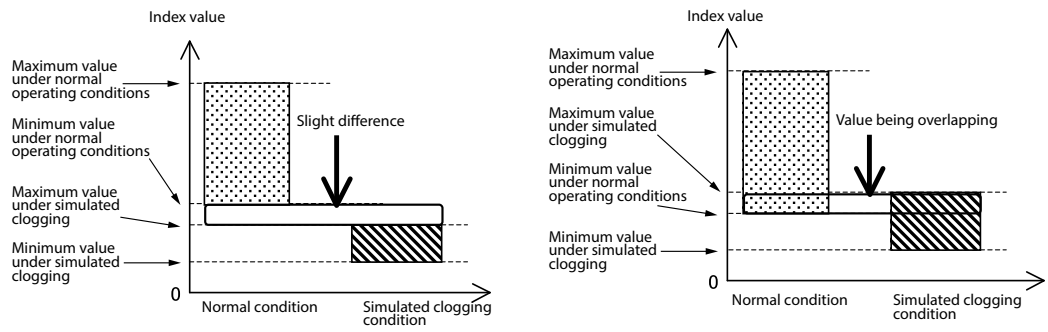 Index value
Maximum value
under normal
operating conditions
Minimum value
under normal
operating conditions
Maximum value
under simulated
clogging
Minimum value
under simulated
clogging
Slight difference
0
Normal condition
Simulated clogging
condition
Index value
Maximum value
under normal
operating conditions
Maximum value
under simulated
clogging
Minimum value
under normal
operating conditions
Minimum value
under simulated
clogging
Value being overlapping
0
Normal condition
Simulated clogging
condition